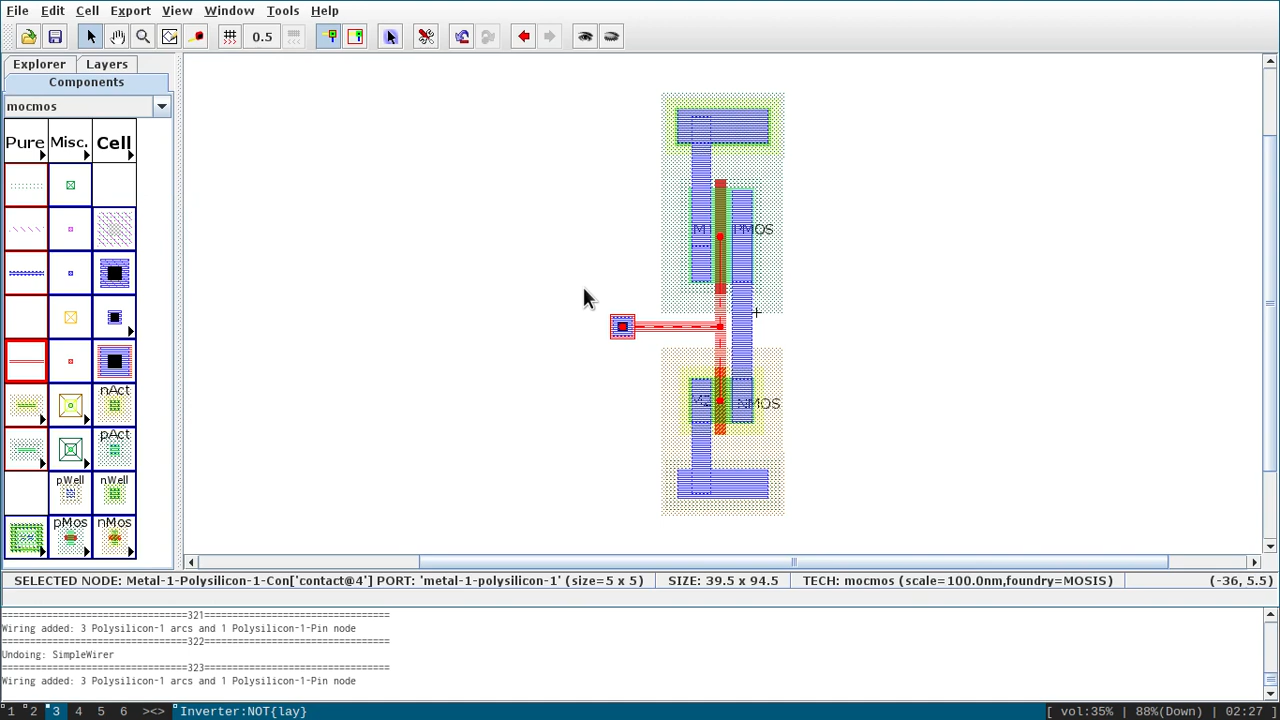 File Edit Cell Export View Window Tools Help
0.5
Explorer Layers
Components
mocmos
Pure Misc. Cell
nAct
pAct
pWell nWell
pMos nMos
M1 PMOS
M2 NMOS
SELECTED NODE: Metal-1-Polysilicon-1-Con['contact@4'] PORT: 'metal-1-polysilicon-1' (size=5 x 5) SIZE: 39.5 x 94.5 TECH: mocmos (scale=100.0nm,foundry=MOSIS) (-36, 5.5)
================================321================================
Wiring added: 3 Polysilicon-1 arcs and 1 Polysilicon-1-Pin node
================================322================================
Undoing: SimpleWirer
================================323================================
Wiring added: 3 Polysilicon-1 arcs and 1 Polysilicon-1-Pin node
1 2 3 4 5 6 ><> Inverter:NOT{lay} [ vol:35% | 88%(Down) | 02:27 ]